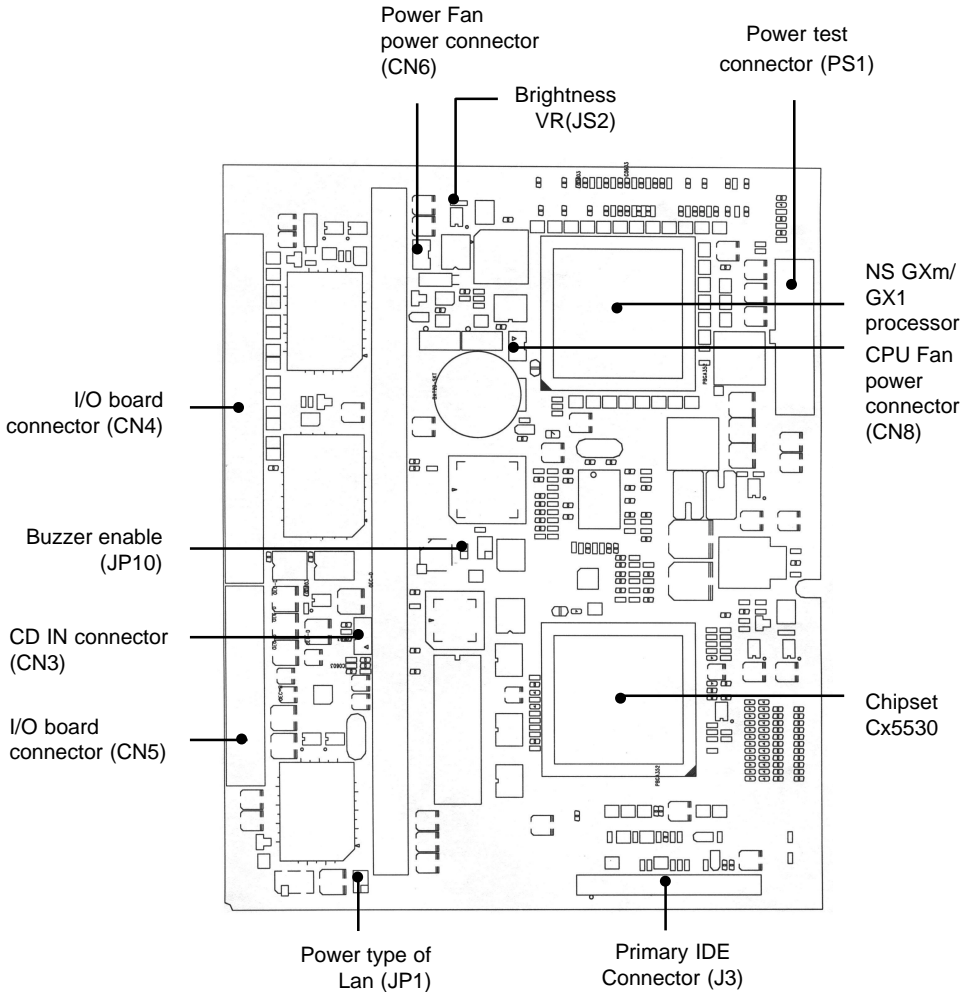 Power Fan
power connector
(CN6)
Power test
connector (PS1)
Brightness
VR(JS2)
NS GXm/
GX1
processor
CPU Fan
power
connector
(CN8)
I/O board
connector (CN4)
Buzzer enable
(JP10)
CD IN connector
(CN3)
I/O board
connector (CN5)
Chipset
Cx5530
Power type of
Lan (JP1)
Primary IDE
Connector (J3)